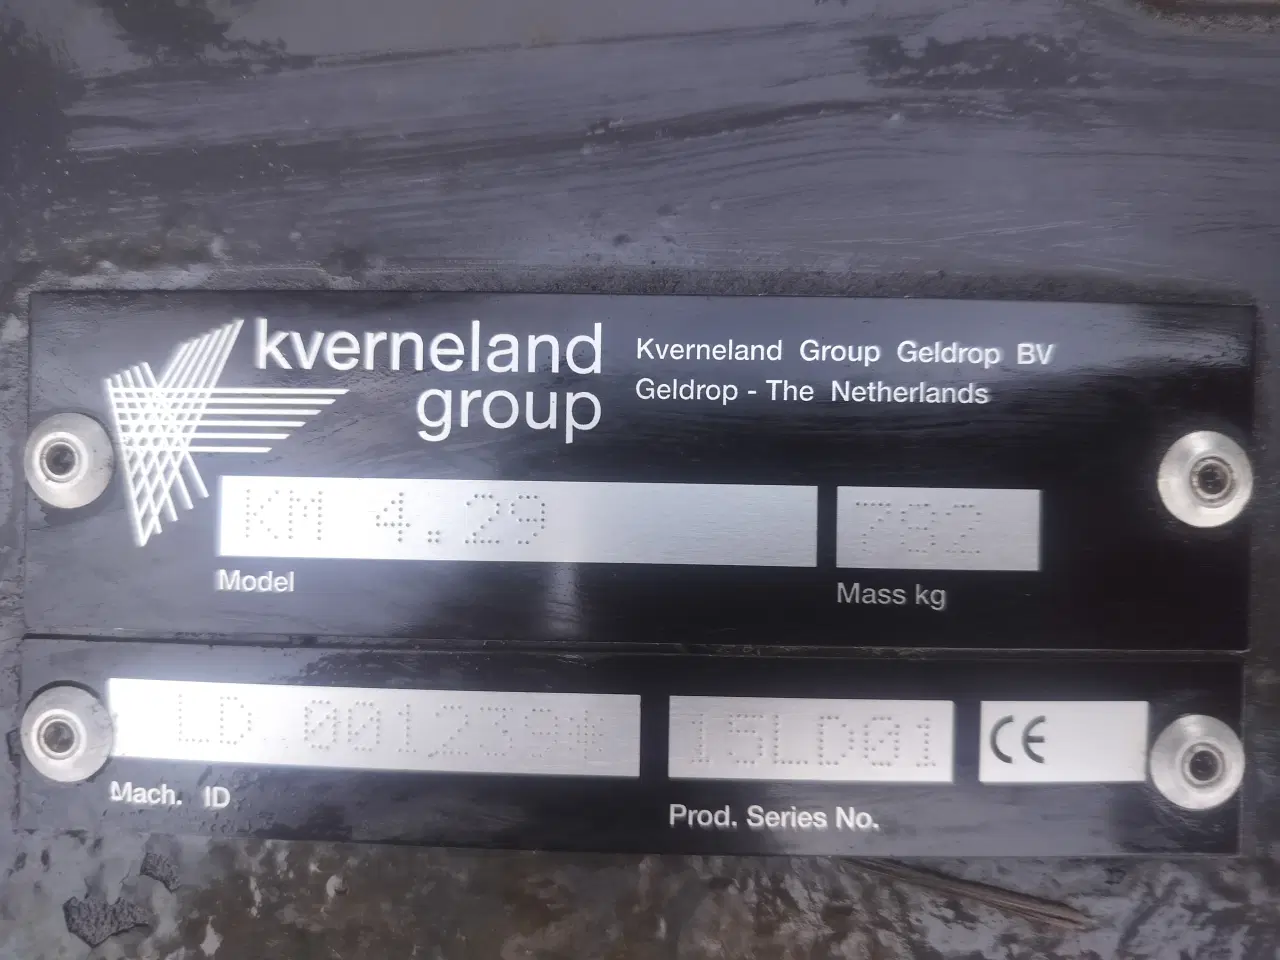 kverneland
group
Kverneland Group Geldrop BV
Geldrop - The Netherlands
KM 4.29
782
Model
Mass kg
LD 001239*
15LD01
CE
Mach. ID
Prod. Series No.